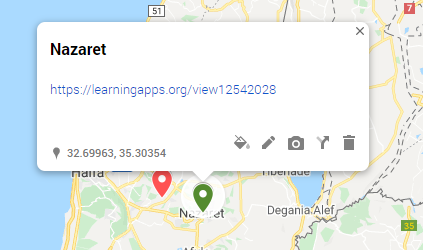 51
7
Nazaret
https://learningapps.org/view12542028
32.69963, 35.30354
Haifa
Tiberiade
Nazaret
Degania Alef
35